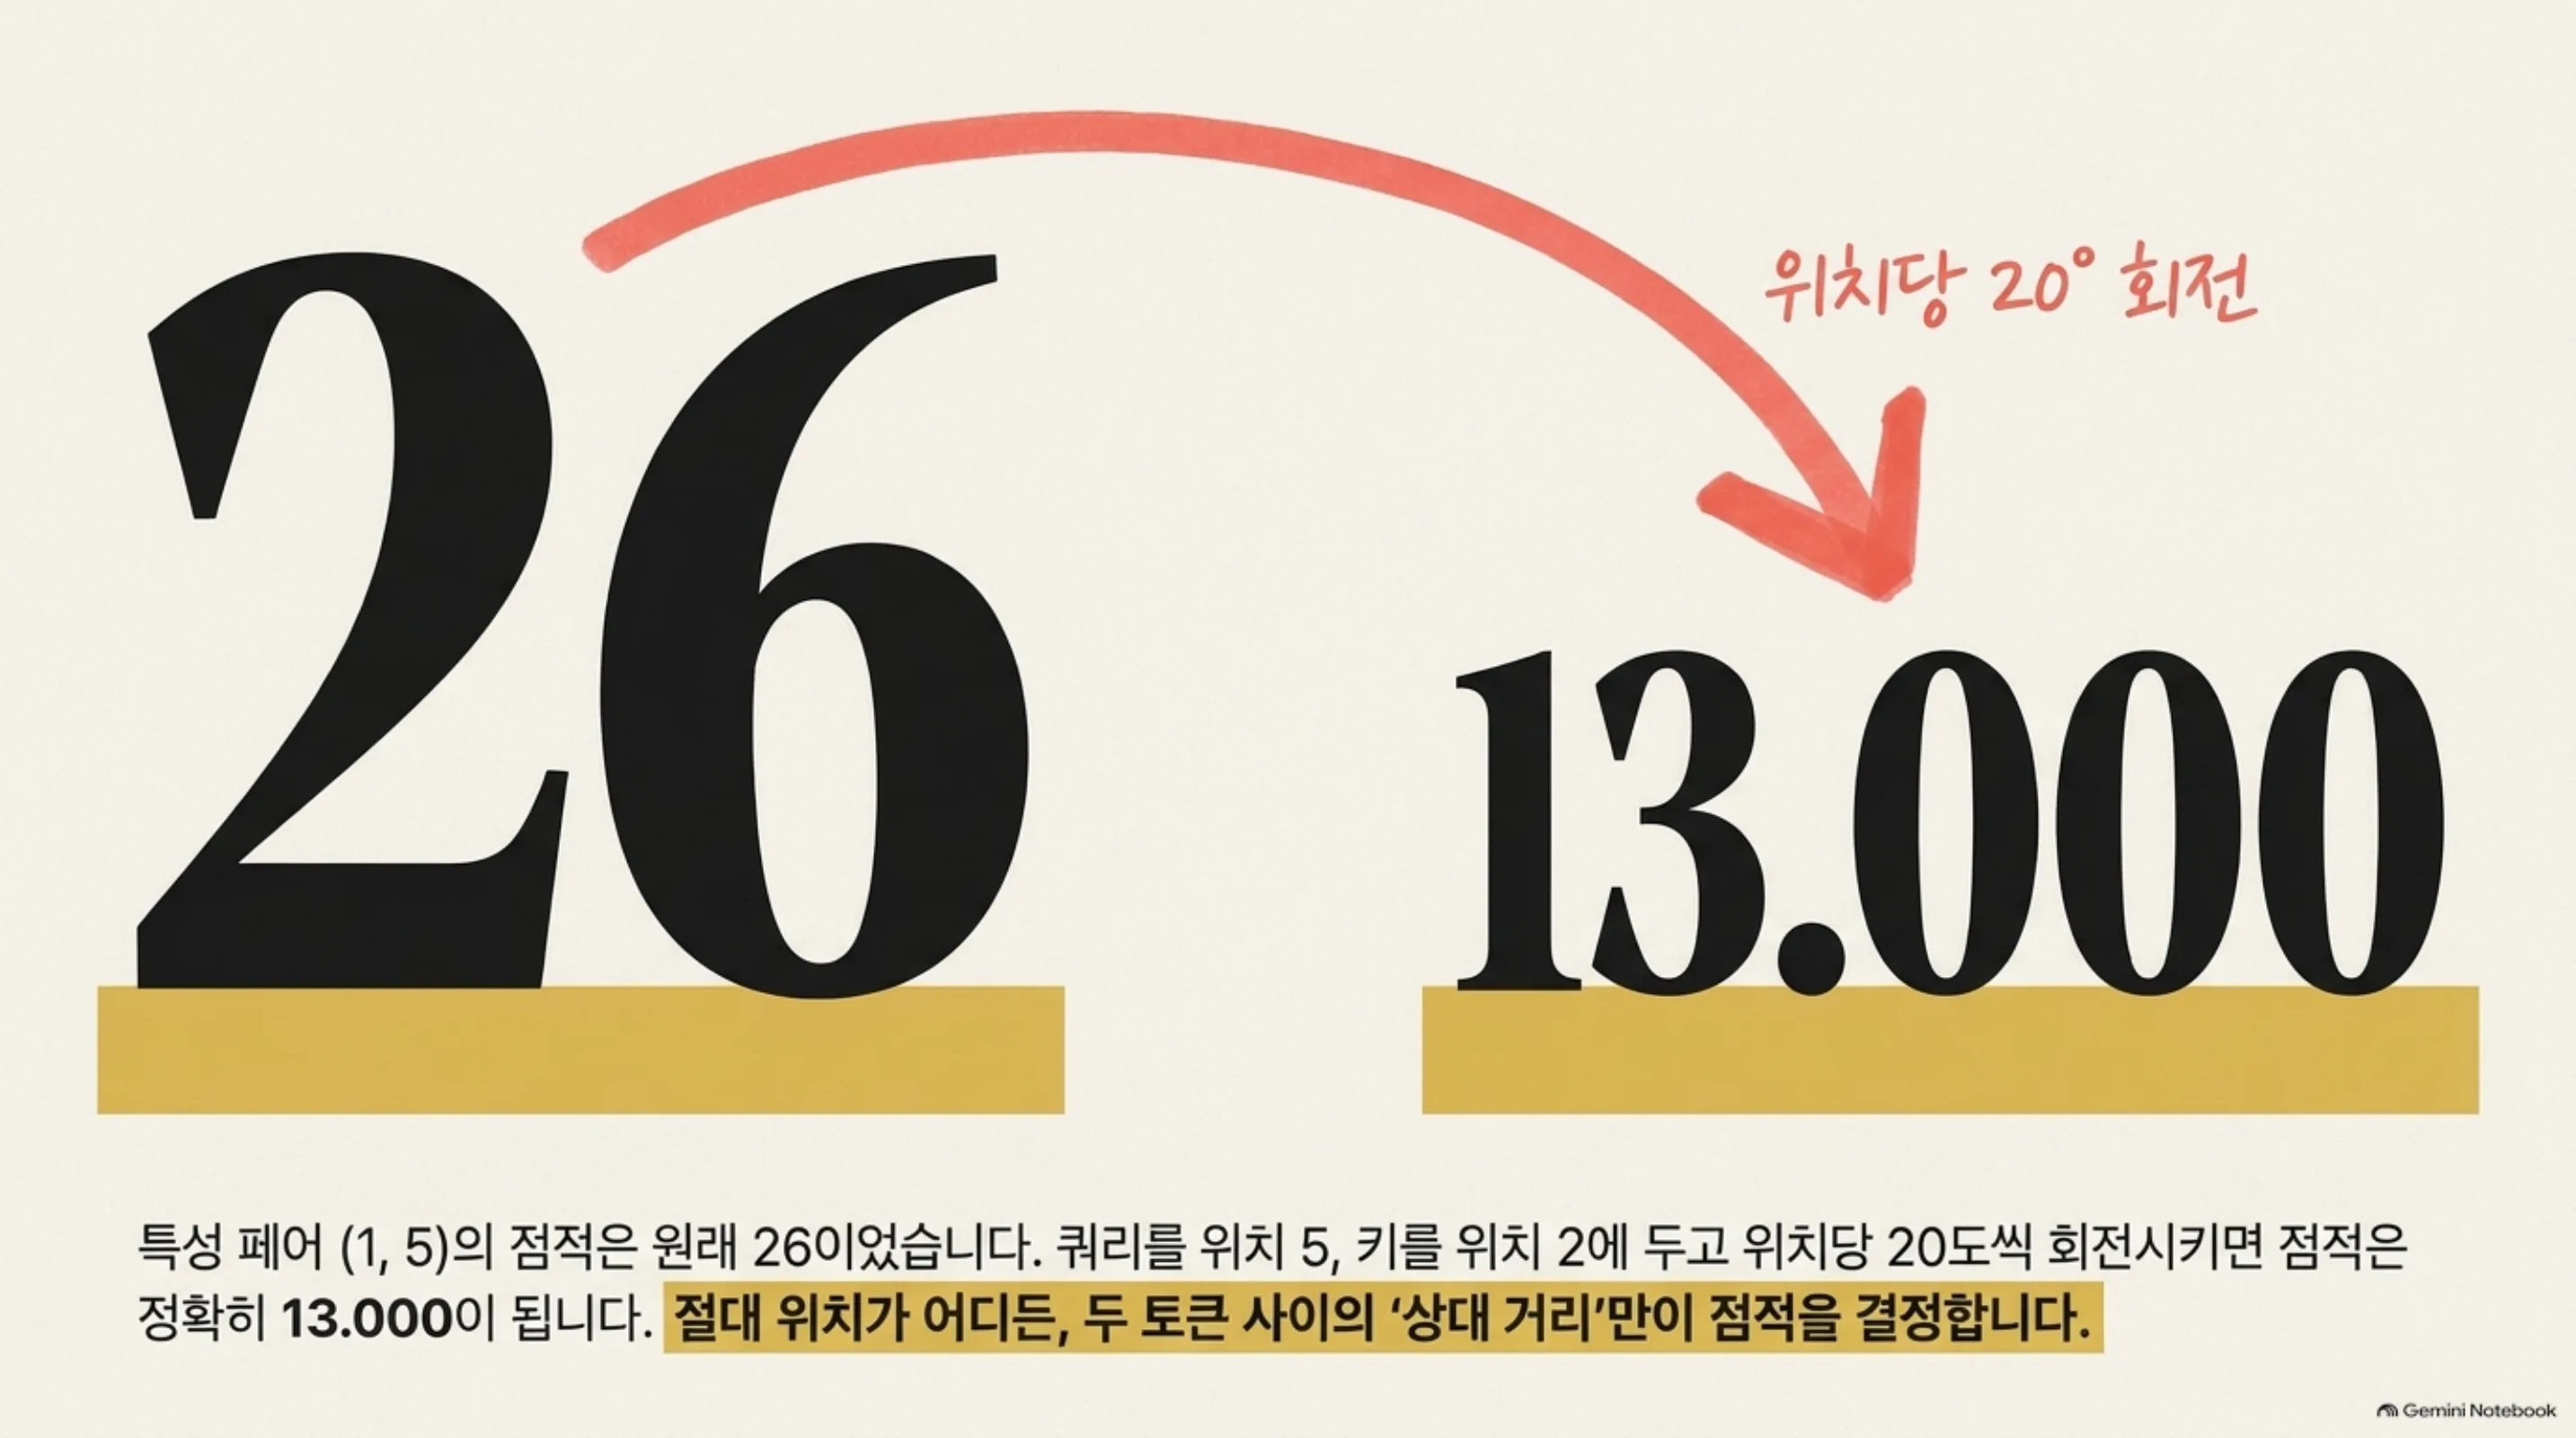 위치당 20° 회전
26
13.000
특성 페어 (1, 5)의 점적은 원래 26이었습니다. 쿼리를 위치 5, 키를 위치 2에 두고 위치당 20도씩 회전시키면 점적은
정확히 13.000이 됩니다. 절대 위치가 어디든, 두 토큰 사이의 ‘상대 거리’만이 점적을 결정합니다.
Gemini Notebook